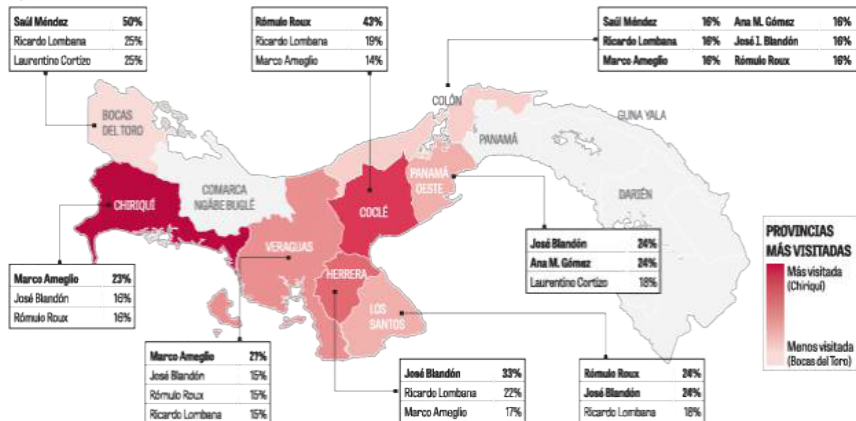 Saúl Méndez 50%
Ricardo Lombana 25%
Laurentino Cortizo 25%
Rómulo Roux 43%
Ricardo Lombana 19%
Marco Ameglio 14%
Saúl Méndez 16% Ana M. Gómez 16%
Ricardo Lombana 16% José I. Blandón 16%
Marco Ameglio 16% Rómulo Roux 16%
BOCAS
DEL TORO
COLÓN
GUNA YALA
PANAMÁ
COMARCA
NGÄBE BUGLÉ
CHIRIQUÍ
COCLÉ
PANAMÁ
OESTE
DARIÉN
VERAGUAS
HERRERA
LOS
SANTOS
PROVINCIAS
MÁS VISITADAS
Más visitada
(Chiriquí)
Menos visitada
(Bocas del Toro)
José Blandón 24%
Ana M. Gómez 24%
Laurentino Cortizo 18%
Marco Ameglio 23%
José Blandón 16%
Rómulo Roux 16%
Marco Ameglio 27%
José Blandón 15%
Rómulo Roux 15%
Ricardo Lombana 15%
José Blandón 33%
Ricardo Lombana 22%
Marco Ameglio 17%
Rómulo Roux 24%
José Blandón 24%
Ricardo Lombana 18%